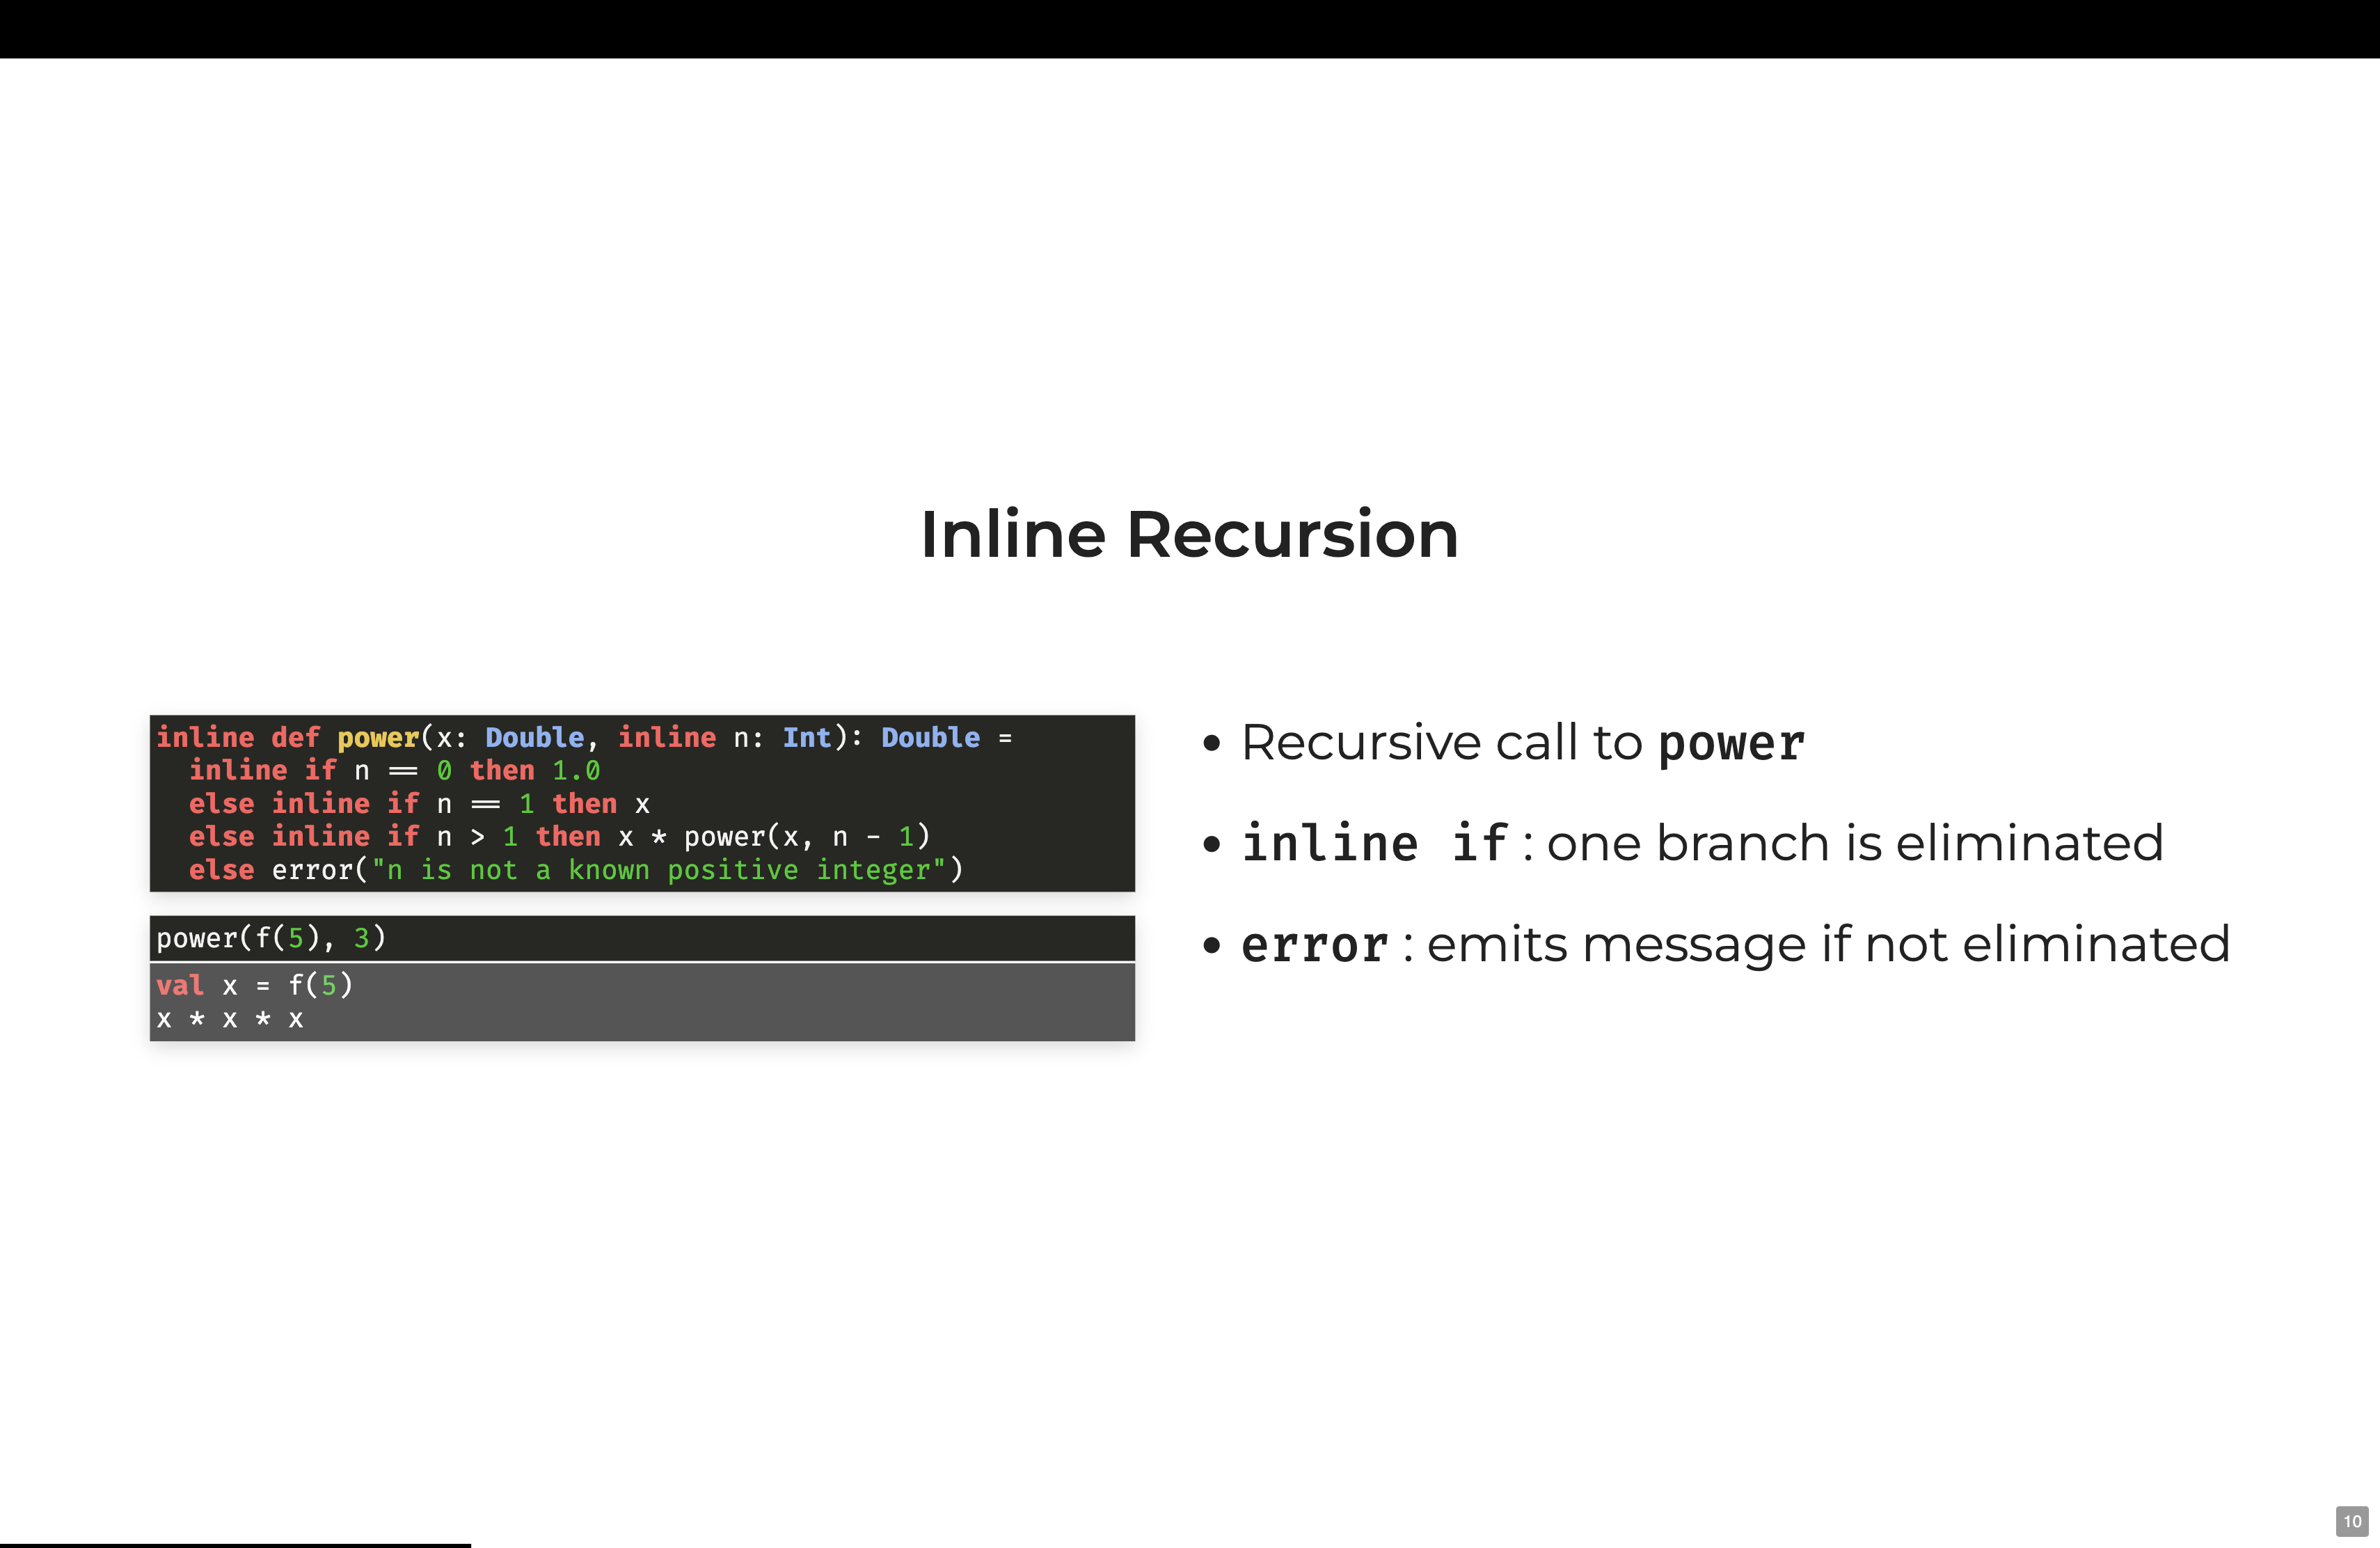 Inline Recursion
inline def power(x: Double, inline n: Int): Double =
  inline if n == 0 then 1.0
  else inline if n == 1 then x
  else inline if n > 1 then x * power(x, n - 1)
  else error("n is not a known positive integer")
power(f(5), 3)
val x = f(5)
x * x * x
• Recursive call to power
• inline if : one branch is eliminated
• error : emits message if not eliminated
10